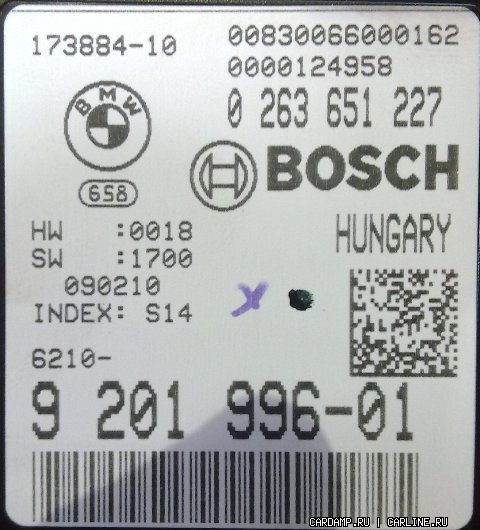 173884-10
00830066000162
0000124958
0 263 651 227
BMW
BOSCH
658
HW :0018
HUNGARY
SW :1700
090210
INDEX: S14
6210-
9 201 996-01
CARDAMP.RU | CARLINE.RU